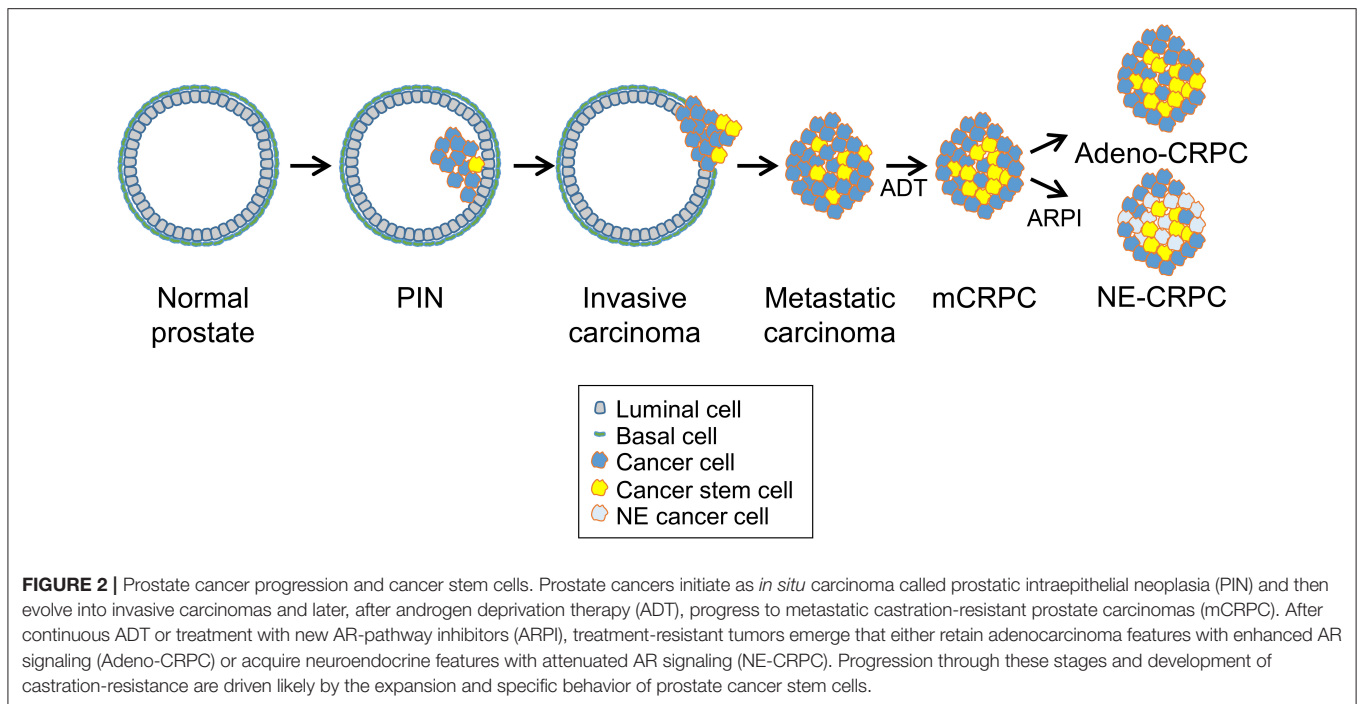 Adeno-CRPC
ADT
ARPI
Normal
prostate
PIN
Invasive
carcinoma
Metastatic
carcinoma
mCRPC
NE-CRPC
Luminal cell
Basal cell
Cancer cell
Cancer stem cell
NE cancer cell
FIGURE 2 | Prostate cancer progression and cancer stem cells. Prostate cancers initiate as in situ carcinoma called prostatic intraepithelial neoplasia (PIN) and then
evolve into invasive carcinomas and later, after androgen deprivation therapy (ADT), progress to metastatic castration-resistant prostate carcinomas (mCRPC). After
continuous ADT or treatment with new AR-pathway inhibitors (ARPI), treatment-resistant tumors emerge that either retain adenocarcinoma features with enhanced AR
signaling (Adeno-CRPC) or acquire neuroendocrine features with attenuated AR signaling (NE-CRPC). Progression through these stages and development of
castration-resistance are driven likely by the expansion and specific behavior of prostate cancer stem cells.